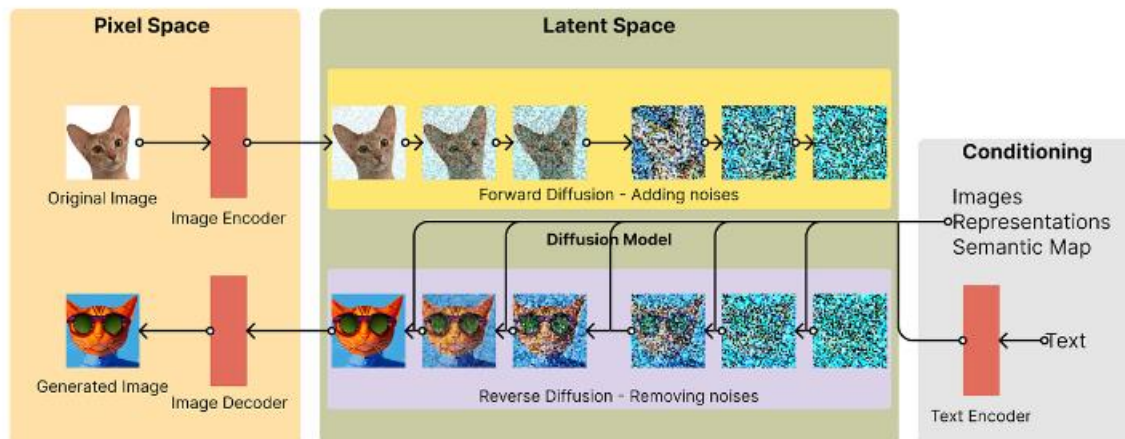 Pixel Space
Latent Space
Original Image
Image Encoder
Forward Diffusion - Adding noises
Conditioning
Images
Representations
Semantic Map
Diffusion Model
Generated Image
Image Decoder
Reverse Diffusion - Removing noises
Text
Text Encoder